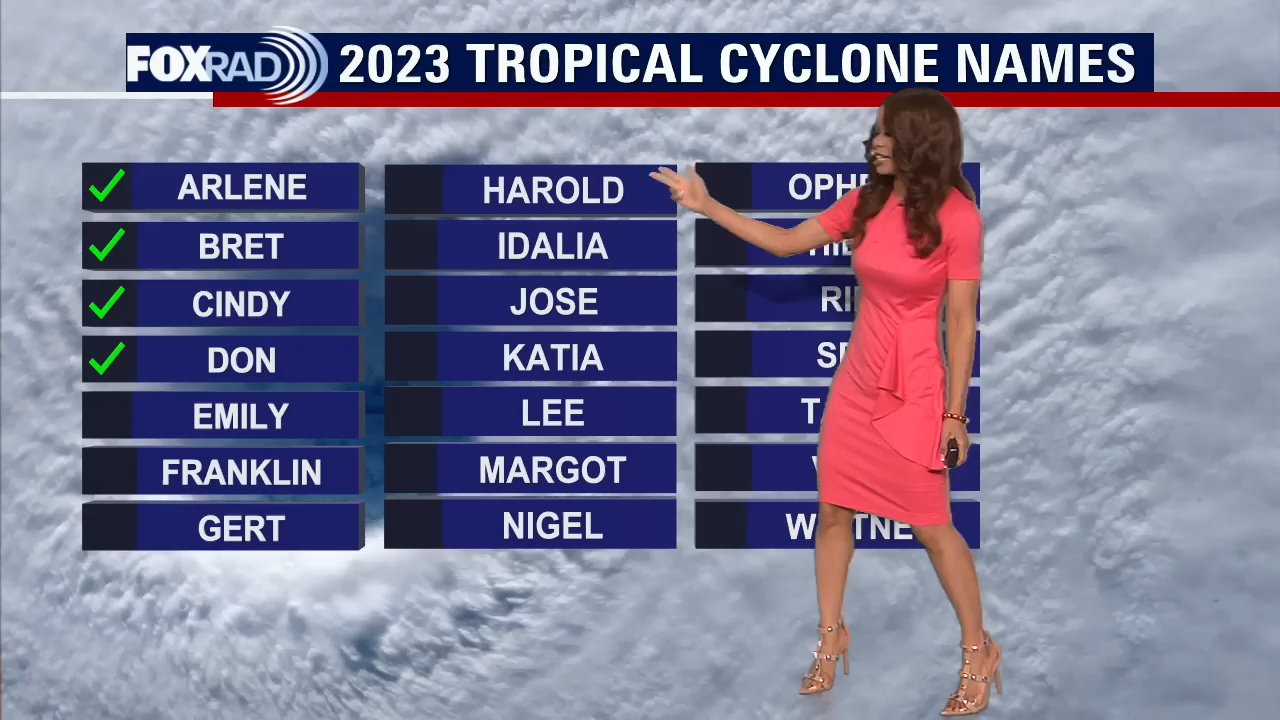 FOXRAD 2023 TROPICAL CYCLONE NAMES
ARLENE
BRET
CINDY
DON
EMILY
FRANKLIN
GERT
HAROLD
IDALIA
JOSE
KATIA
LEE
MARGOT
NIGEL